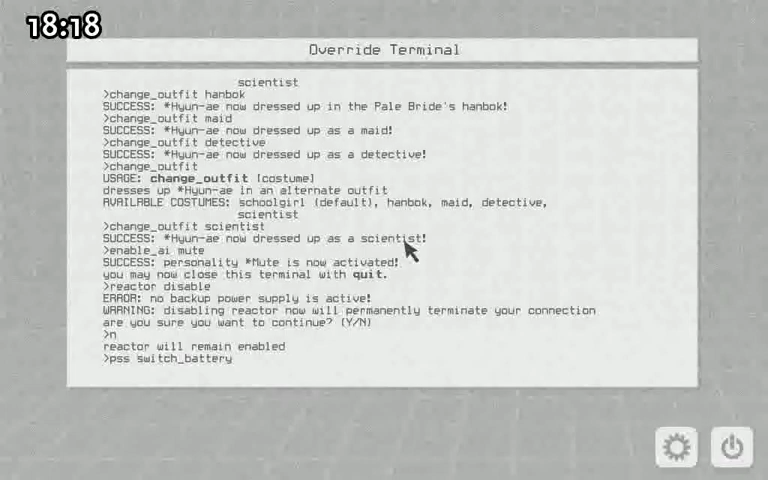 18:18
Override Terminal
scientist
>change_outfit hanbok
SUCCESS: *Hyun-ae now dressed up in the Pale Bride's hanbok!
>change_outfit maid
SUCCESS: *Hyun-ae now dressed up as a maid!
>change_outfit detective
SUCCESS: *Hyun-ae now dressed up as a detective!
>change_outfit
USAGE: change_outfit [costume]
dresses up *Hyun-ae in an alternate outfit
AVAILABLE COSTUMES: schoolgirl (default), hanbok, maid, detective,
scientist
>change_outfit scientist
SUCCESS: *Hyun-ae now dressed up as a scientist!
>enable_ai mute
SUCCESS: personality *Mute is now activated!
you may now close this terminal with quit.
>reactor disable
ERROR: no backup power supply is active!
WARNING: disabling reactor now will permanently terminate your connection
are you sure you want to continue? (Y/N)
>n
reactor will remain enabled
>pss switch_battery